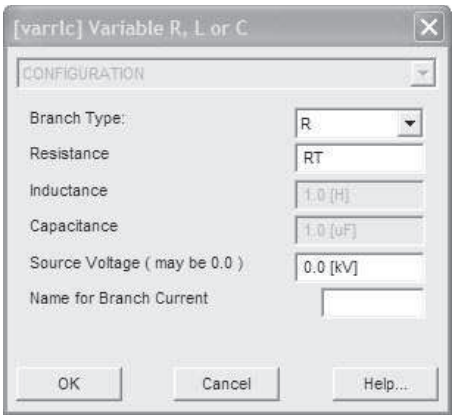 [varrlc] Variable R, L or C
CONFIGURATION
Branch Type: R
Resistance RT
Inductance 1.0 [H]
Capacitance 1.0 [uF]
Source Voltage ( may be 0.0 ) 0.0 [kV]
Name for Branch Current
OK Cancel Help...